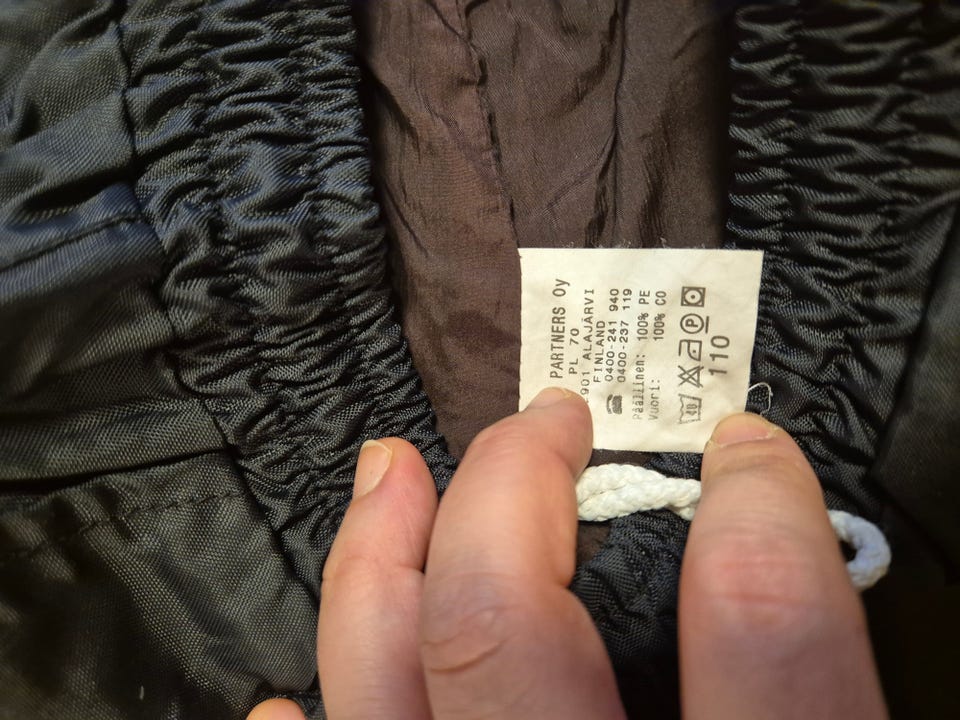 PARTNERS Oy
PL 70
901 ALAJÄRVI
FINLAND
☎ 0400-241 940
0400-237 119
Päällinen: 100% PE
Vuori: 100% CO
P
110